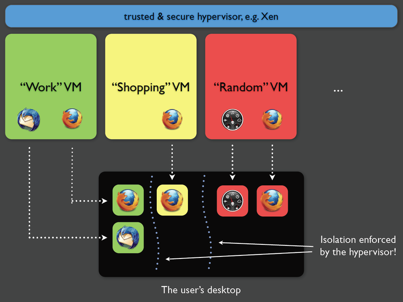 trusted & secure hypervisor, e.g. Xen
“Work” VM
“Shopping” VM
“Random” VM
...
Isolation enforced
by the hypervisor!
The user’s desktop